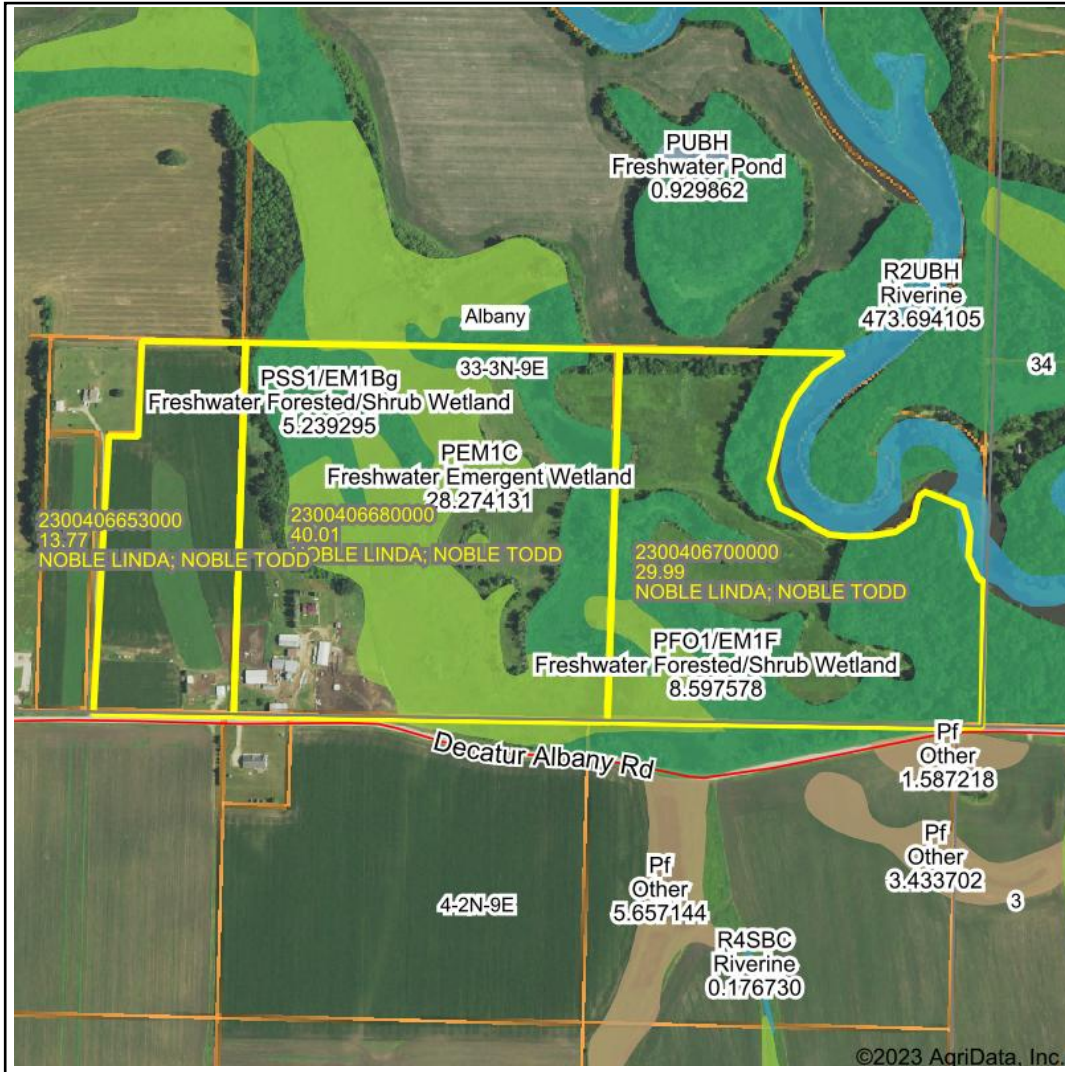 PUBH
Freshwater Pond
0.929862
R2UBH
Riverine
473.694105
Albany
33-3N-9E
34
PSS1/EM1Bg
Freshwater Forested/Shrub Wetland
5.239295
PEM1C
Freshwater Emergent Wetland
28.274131
2300406653000
13.77
NOBLE LINDA; NOBLE TODD
2300406680000
40.01
NOBLE LINDA; NOBLE TODD
2300406700000
29.99
NOBLE LINDA; NOBLE TODD
PFO1/EM1F
Freshwater Forested/Shrub Wetland
8.597578
Decatur Albany Rd
Pf
Other
1.587218
Pf
Other
3.433702
3
Pf
Other
5.657144
4-2N-9E
R4SBC
Riverine
0.176730
©2023 AgriData, Inc.